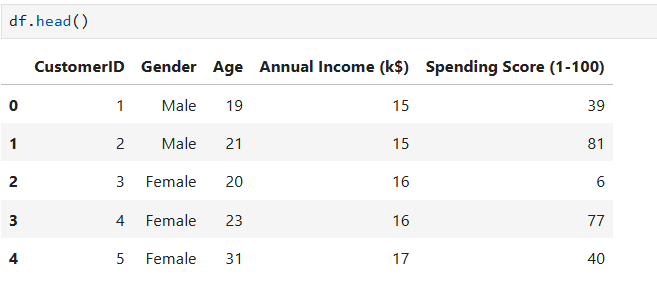 df.head()
CustomerID Gender Age Annual Income (k$) Spending Score (1-100)
0 1 Male 19 15 39
1 2 Male 21 15 81
2 3 Female 20 16 6
3 4 Female 23 16 77
4 5 Female 31 17 40